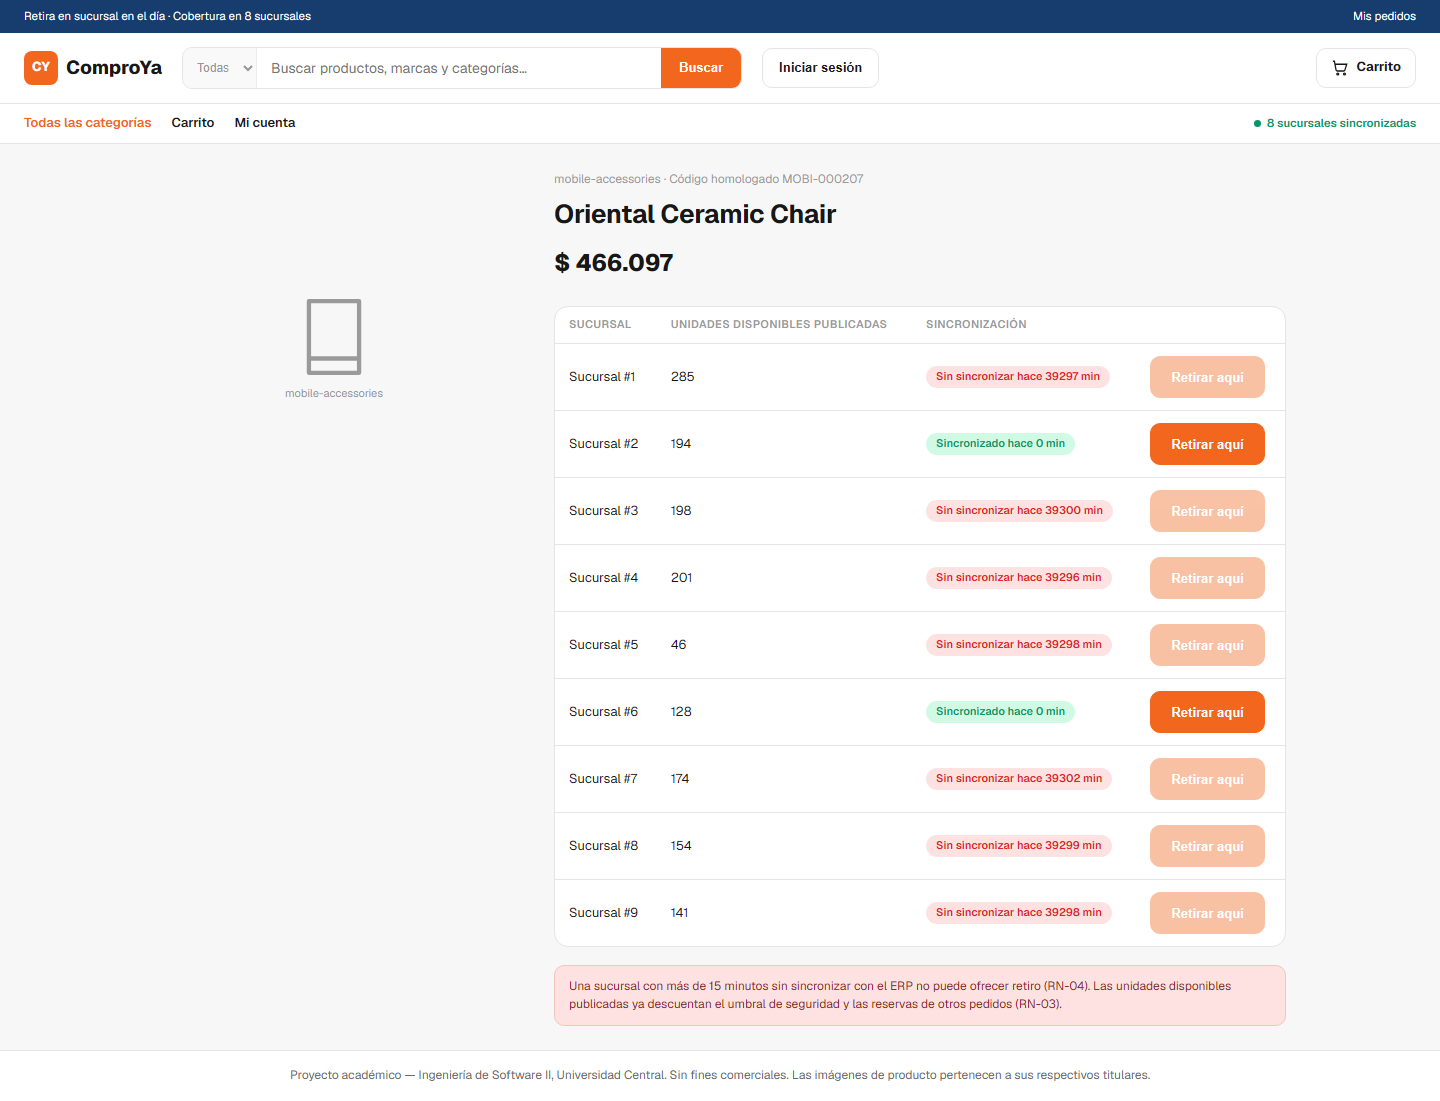 Retira en sucursal en el día · Cobertura en 8 sucursales
Mis pedidos
CY ComproYa
Todas
Buscar productos, marcas y categorías...
Buscar
Iniciar sesión
Carrito
Todas las categorías
Carrito
Mi cuenta
8 sucursales sincronizadas
mobile-accessories · Código homologado MOBI-000207
Oriental Ceramic Chair
$ 466.097
mobile-accessories
SUCURSAL UNIDADES DISPONIBLES PUBLICADAS SINCRONIZACIÓN
Sucursal #1 285 Sin sincronizar hace 39297 min Retirar aquí
Sucursal #2 194 Sincronizado hace 0 min Retirar aquí
Sucursal #3 198 Sin sincronizar hace 39300 min Retirar aquí
Sucursal #4 201 Sin sincronizar hace 39296 min Retirar aquí
Sucursal #5 46 Sin sincronizar hace 39298 min Retirar aquí
Sucursal #6 128 Sincronizado hace 0 min Retirar aquí
Sucursal #7 174 Sin sincronizar hace 39302 min Retirar aquí
Sucursal #8 154 Sin sincronizar hace 39299 min Retirar aquí
Sucursal #9 141 Sin sincronizar hace 39298 min Retirar aquí
Una sucursal con más de 15 minutos sin sincronizar con el ERP no puede ofrecer retiro (RN-04). Las unidades disponibles
publicadas ya descuentan el umbral de seguridad y las reservas de otros pedidos (RN-03).
Proyecto académico — Ingeniería de Software II, Universidad Central. Sin fines comerciales. Las imágenes de producto pertenecen a sus respectivos titulares.